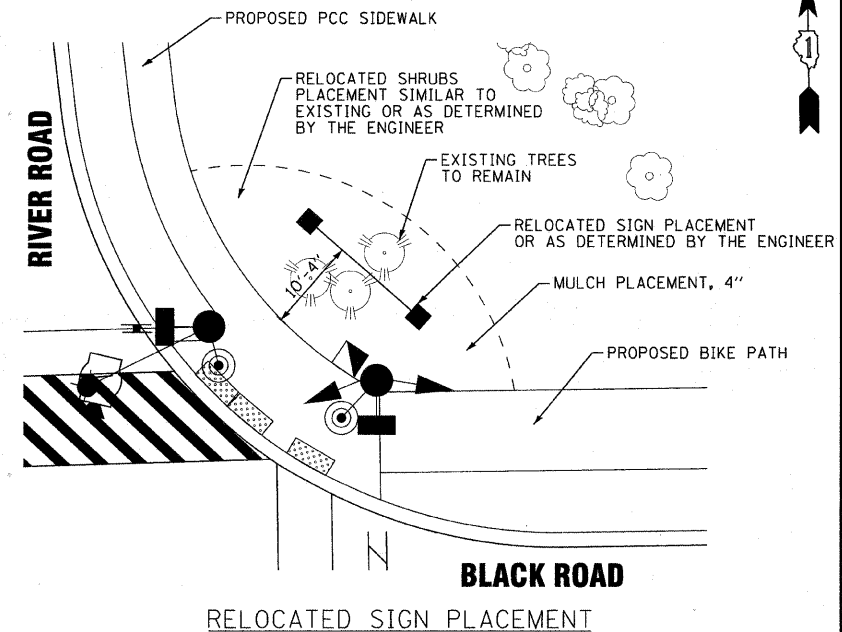 PROPOSED PCC SIDEWALK
1
RELOCATED SHRUBS
PLACEMENT SIMILAR TO
EXISTING OR AS DETERMINED
BY THE ENGINEER
EXISTING TREES
TO REMAIN
RIVER ROAD
RELOCATED SIGN PLACEMENT
OR AS DETERMINED BY THE ENGINEER
10'-4"
MULCH PLACEMENT, 4"
PROPOSED BIKE PATH
BLACK ROAD
RELOCATED SIGN PLACEMENT